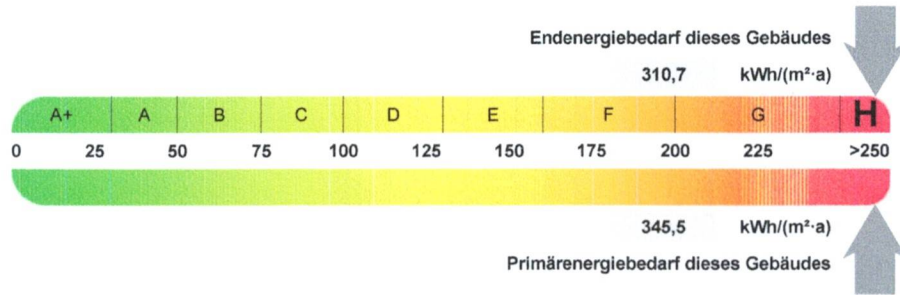 Endenergiebedarf dieses Gebäudes
310,7 kWh/(m²·a)
A+ A B C D E F G H
0 25 50 75 100 125 150 175 200 225 >250
345,5 kWh/(m²·a)
Primärenergiebedarf dieses Gebäudes